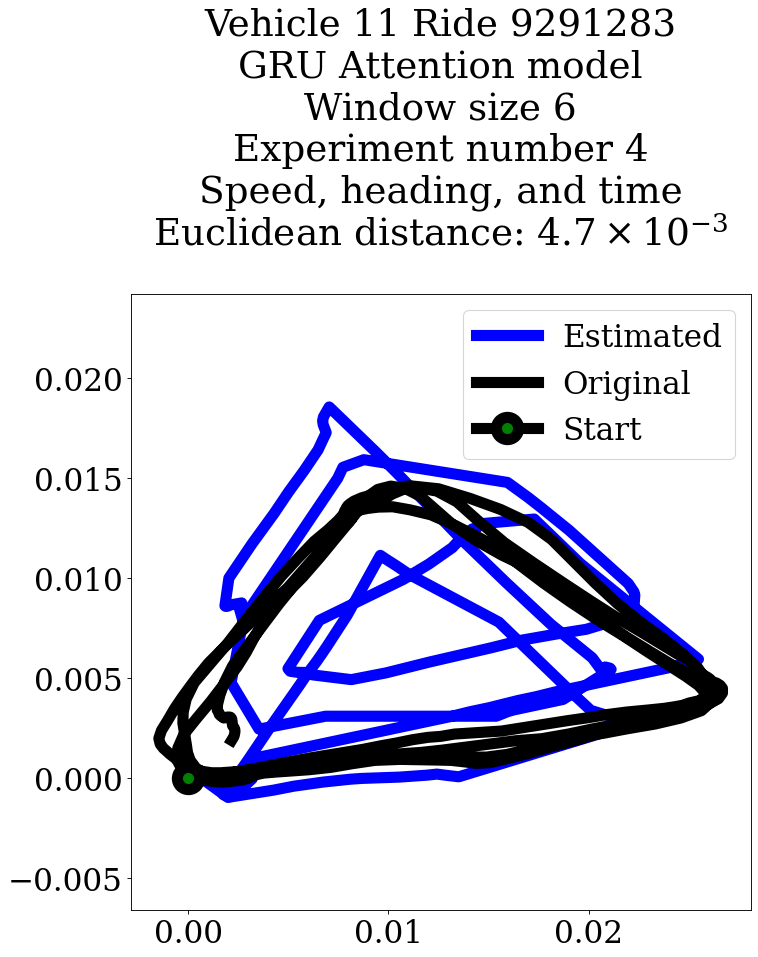 Vehicle 11 Ride 9291283
GRU Attention model
Window size 6
Experiment number 4
Speed, heading, and time
Euclidean distance: 4.7 × 10⁻³
Estimated
Original
Start
0.020
0.015
0.010
0.005
0.000
−0.005
0.00 0.01 0.02